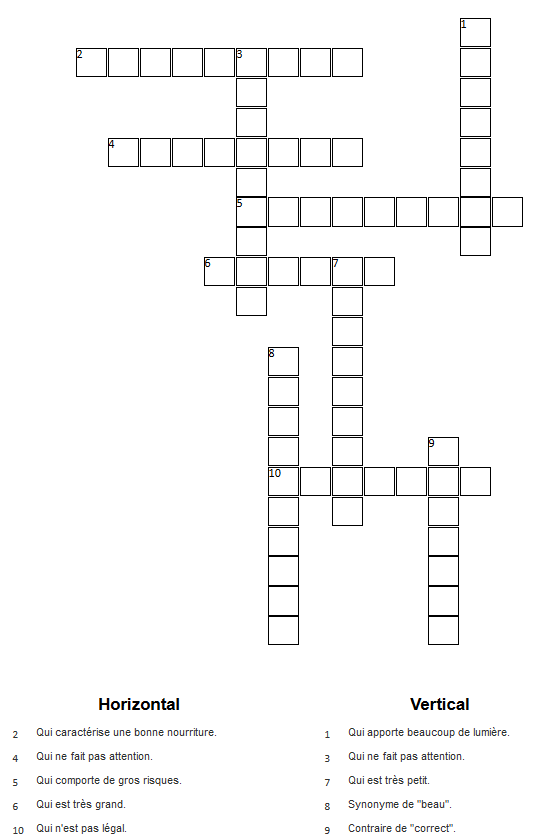 1
2 3
4
5
6 7
8
9
10
Horizontal Vertical
2 Qui caractérise une bonne nourriture. 1 Qui apporte beaucoup de lumière.
4 Qui ne fait pas attention. 3 Qui ne fait pas attention.
5 Qui comporte de gros risques. 7 Qui est très petit.
6 Qui est très grand. 8 Synonyme de "beau".
10 Qui n'est pas légal. 9 Contraire de "correct".